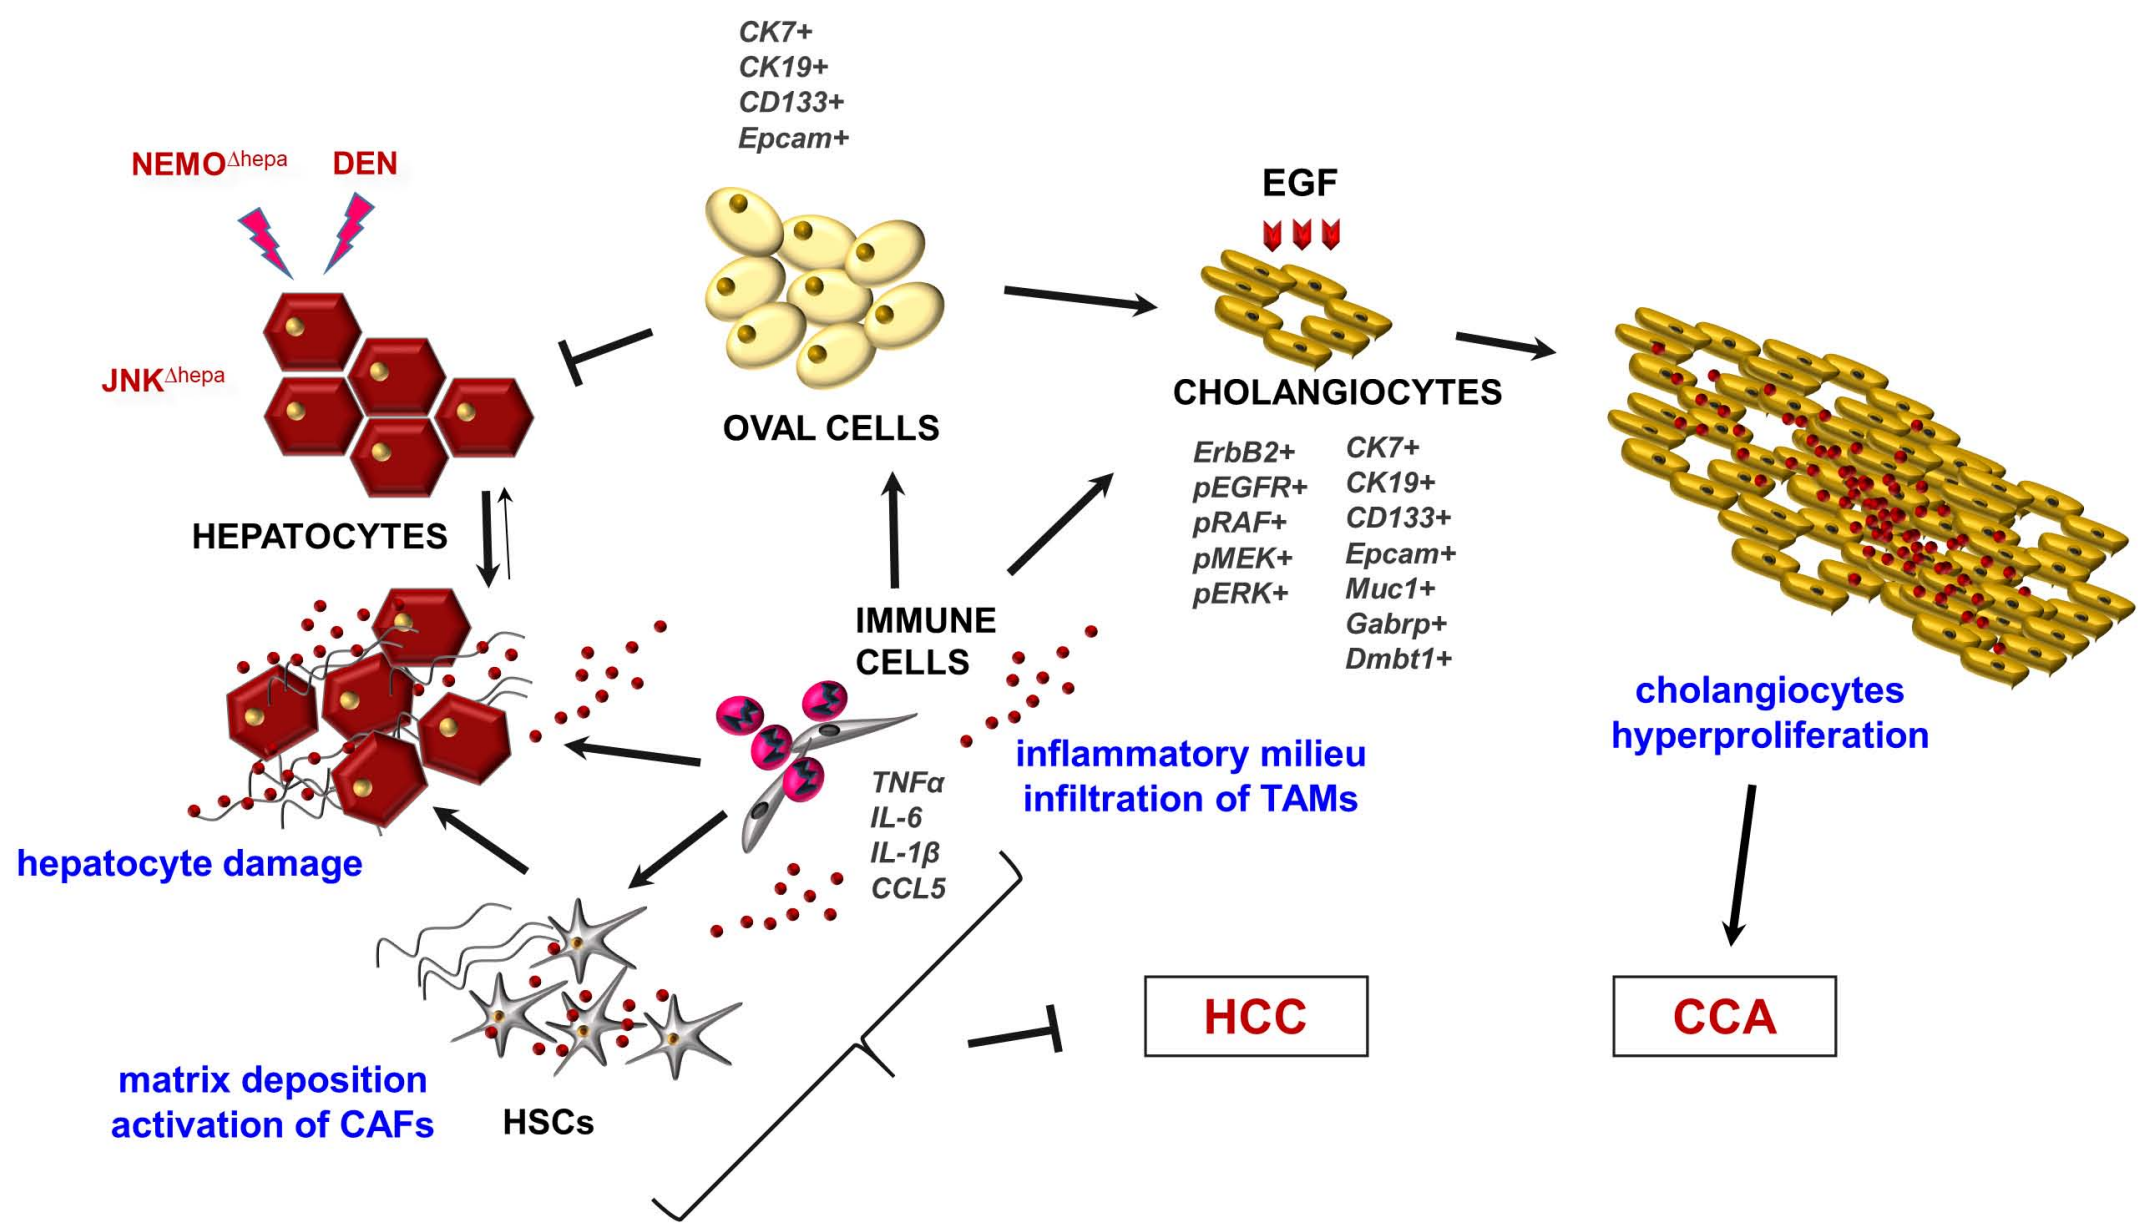 CK7+
CK19+
CD133+
Epcam+
NEMOΔhepa
DEN
JNKΔhepa
HEPATOCYTES
OVAL CELLS
EGF
CHOLANGIOCYTES
ErbB2+
pEGFR+
pRAF+
pMEK+
pERK+
CK7+
CK19+
CD133+
Epcam+
Muc1+
Gabrp+
Dmbt1+
IMMUNE
CELLS
TNFα
IL-6
IL-1β
CCL5
inflammatory milieu
infiltration of TAMs
cholangiocytes
hyperproliferation
hepatocyte damage
matrix deposition
activation of CAFs
HSCs
HCC
CCA